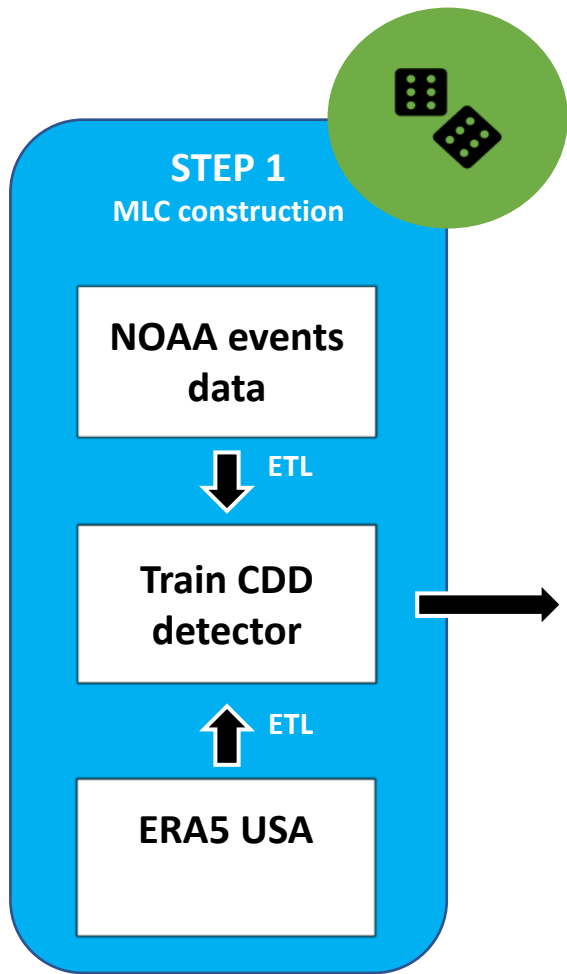 STEP 1
MLC construction
NOAA events
data
ETL
Train CDD
detector
ETL
ERA5 USA